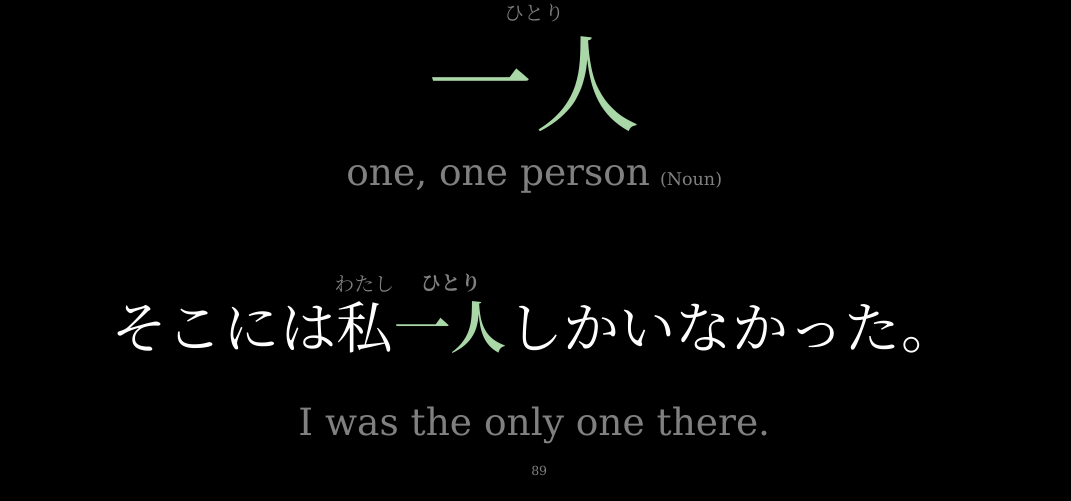 ひとり
一人
one, one person (Noun)
わたし ひとり
そこには私一人しかいなかった。
I was the only one there.
89